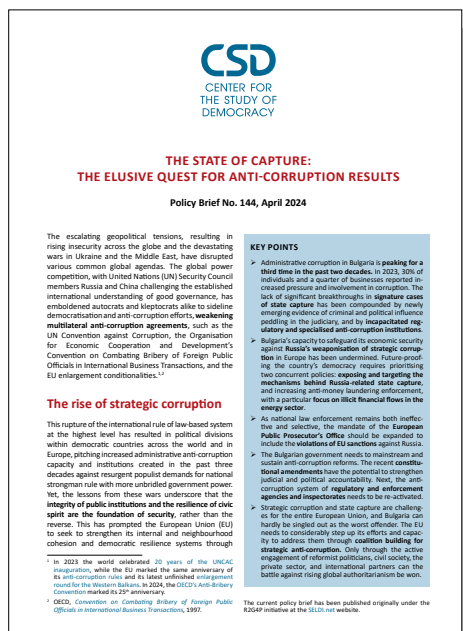 CSD
CENTER FOR
THE STUDY OF
DEMOCRACY
THE STATE OF CAPTURE:
THE ELUSIVE QUEST FOR ANTI-CORRUPTION RESULTS
Policy Brief No. 144, April 2024
The escalating geopolitical tensions, resulting in
rising insecurity across the globe and the devastating
wars in Ukraine and the Middle East, have disrupted
various common global agendas. The global power
competition, with United Nations (UN) Security Council
members Russia and China challenging the established
international understanding of good governance, has
emboldened autocrats and kleptocrats alike to sideline
democratisation and anti-corruption efforts, weakening
multilateral anti-corruption agreements, such as the
UN Convention against Corruption, the Organisation
for Economic Cooperation and Development's
Convention on Combating Bribery of Foreign Public
Officials in International Business Transactions, and the
EU enlargement conditionalities.1,2
The rise of strategic corruption
This rupture of the international rule of law-based system
at the highest level has resulted in political divisions
within democratic countries across the world and in
Europe, pitching increased administrative anti-corruption
capacity and institutions created in the past three
decades against resurgent populist demands for national
strongman rule with more unbridled government power.
Yet, the lessons from these wars underscore that the
integrity of public institutions and the resilience of civic
spirit are the foundation of security, rather than the
reverse. This has prompted the European Union (EU)
to seek to strengthen its internal and neighbourhood
cohesion and democratic resilience systems through
1 In 2023 the world celebrated 20 years of the UNCAC
inauguration, while the EU marked the same anniversary of
its anti-corruption rules and its latest unfinished enlargement
round for the Western Balkans. In 2024, the OECD's Anti-Bribery
Convention marked its 25th anniversary.
2 OECD, Convention on Combating Bribery of Foreign Public
Officials in International Business Transactions, 1997.
KEY POINTS
➢ Administrative corruption in Bulgaria is peaking for a
third time in the past two decades. In 2023, 30% of
individuals and a quarter of businesses reported in-
creased pressure and involvement in corruption. The
lack of significant breakthroughs in signature cases
of state capture has been compounded by newly
emerging evidence of criminal and political influence
peddling in the judiciary, and by incapacitated reg-
ulatory and specialised anti-corruption institutions.
➢ Bulgaria's capacity to safeguard its economic security
against Russia's weaponisation of strategic corrup-
tion in Europe has been undermined. Future-proof-
ing the country's democracy requires prioritising
two concurrent policies: exposing and targeting the
mechanisms behind Russia-related state capture,
and increasing anti-money laundering enforcement,
with a particular focus on illicit financial flows in the
energy sector.
➢ As national law enforcement remains both ineffec-
tive and selective, the mandate of the European
Public Prosecutor's Office should be expanded to
include the violations of EU sanctions against Russia.
➢ The Bulgarian government needs to mainstream and
sustain anti-corruption reforms. The recent constitu-
tional amendments have the potential to strengthen
judicial and political accountability. Next, the anti-
corruption system of regulatory and enforcement
agencies and inspectorates needs to be re-activated.
➢ Strategic corruption and state capture are challeng-
es for the entire European Union, and Bulgaria can
hardly be singled out as the worst offender. The EU
needs to considerably step up its efforts and capac-
ity to address them through coalition building for
strategic anti-corruption. Only through the active
engagement of reformist politicians, civil society, the
private sector, and international partners can the
battle against rising global authoritarianism be won.
The current policy brief has been published originally under the
R2G4P initiative at the SELDI.net website.